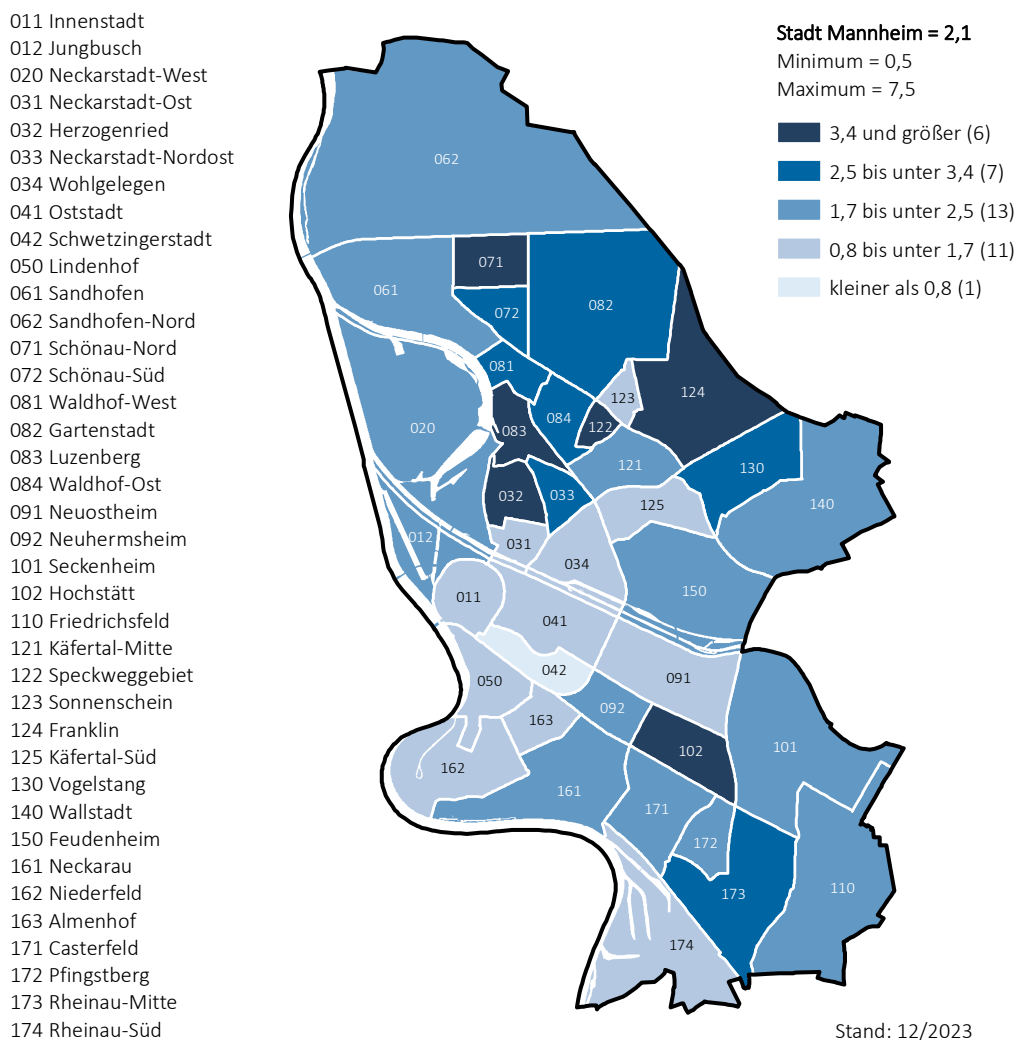 011 Innenstadt
012 Jungbusch
020 Neckarstadt-West
031 Neckarstadt-Ost
032 Herzogenried
033 Neckarstadt-Nordost
034 Wohlgelegen
041 Oststadt
042 Schwetzingerstadt
050 Lindenhof
061 Sandhofen
062 Sandhofen-Nord
071 Schönau-Nord
072 Schönau-Süd
081 Waldhof-West
082 Gartenstadt
083 Luzenberg
084 Waldhof-Ost
091 Neuostheim
092 Neuhermsheim
101 Seckenheim
102 Hochstätt
110 Friedrichsfeld
121 Käfertal-Mitte
122 Speckweggebiet
123 Sonnenschein
124 Franklin
125 Käfertal-Süd
130 Vogelstang
140 Wallstadt
150 Feudenheim
161 Neckarau
162 Niederfeld
163 Almenhof
171 Casterfeld
172 Pfingstberg
173 Rheinau-Mitte
174 Rheinau-Süd
Stadt Mannheim = 2,1
Minimum = 0,5
Maximum = 7,5
3,4 und größer (6)
2,5 bis unter 3,4 (7)
1,7 bis unter 2,5 (13)
0,8 bis unter 1,7 (11)
kleiner als 0,8 (1)
062
071
061
072
082
081
124
123
084
122
020
083
121
130
032
033
125
140
012
031
034
150
011
041
042
091
050
092
163
102
101
162
161
171
172
110
173
174
Stand: 12/2023